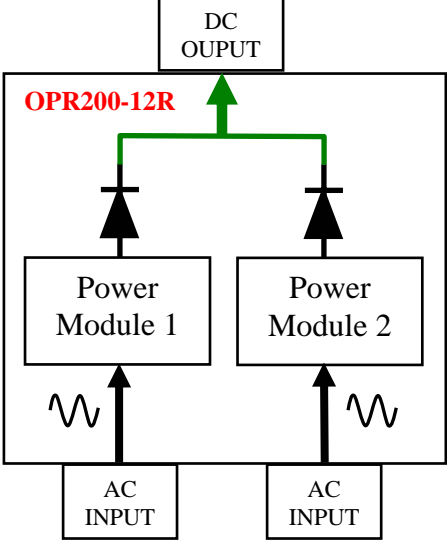 DC
OUPUT
OPR200-12R
Power
Module 1
Power
Module 2
AC
INPUT
AC
INPUT